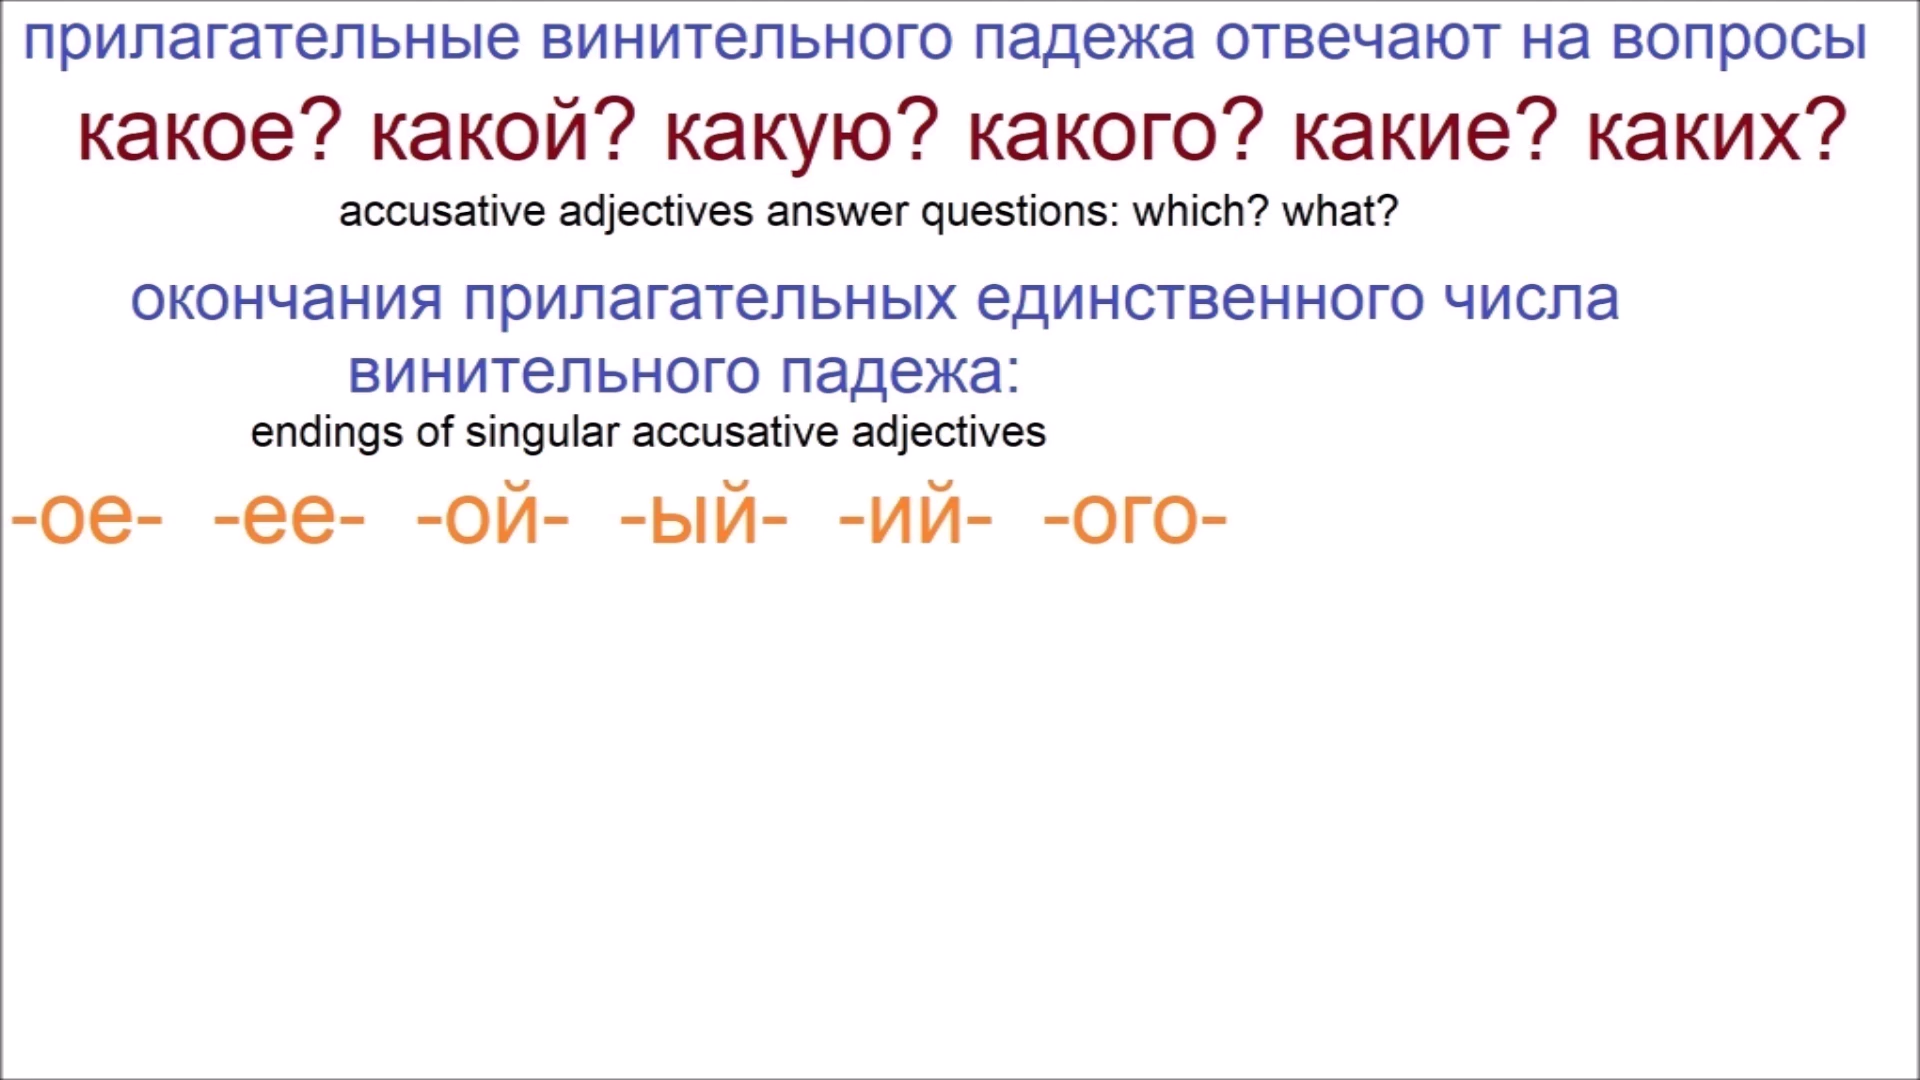 прилагательные винительного падежа отвечают на вопросы
какое? какой? какую? какого? какие? каких?
accusative adjectives answer questions: which? what?
окончания прилагательных единственного числа
винительного падежа:
endings of singular accusative adjectives
-ое- -ее- -ой- -ый- -ий- -ого-